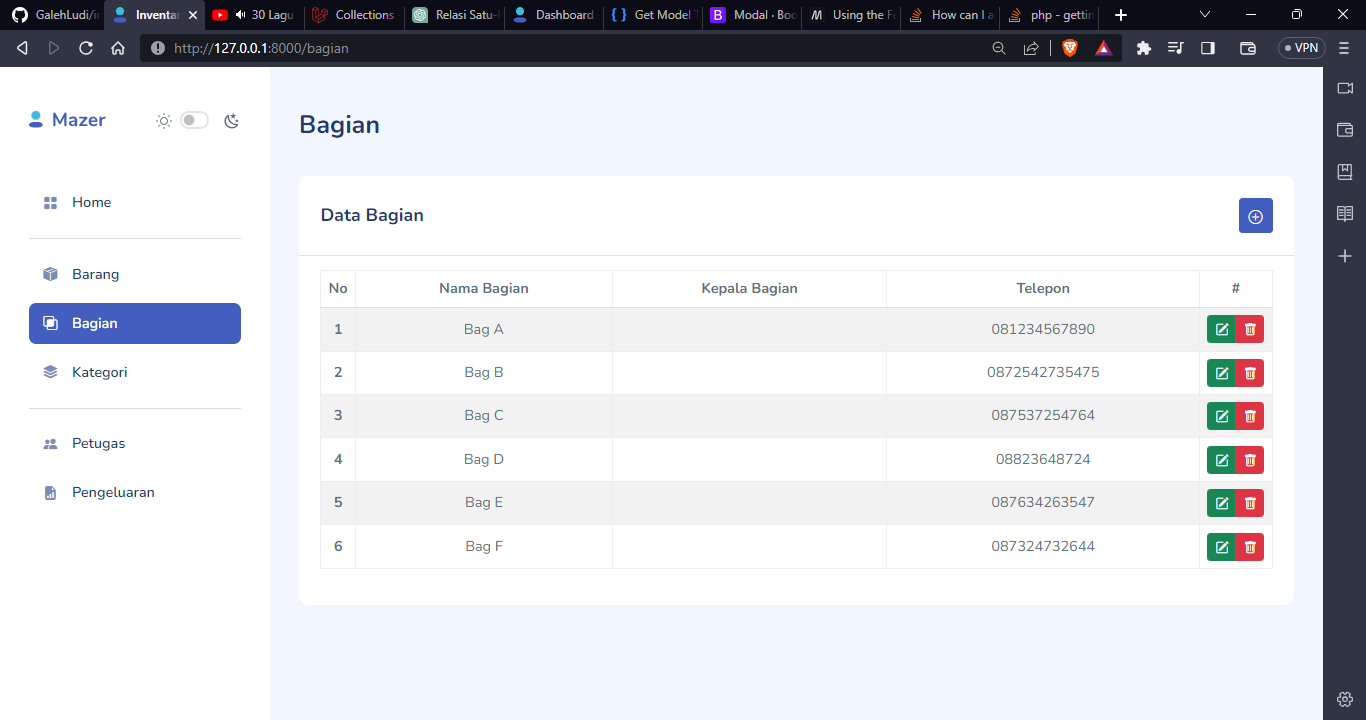 GalehLudi/i
Inventar
30 Lagu
Collections -
Relasi Satu-
Dashboard
Get Model
Modal · Boo
Using the F
How can I a
php - gettin
http://127.0.0.1:8000/bagian
VPN
Mazer
Home
Barang
Bagian
Kategori
Petugas
Pengeluaran
Bagian
Data Bagian
No Nama Bagian Kepala Bagian Telepon #
1 Bag A 081234567890
2 Bag B 0872542735475
3 Bag C 087537254764
4 Bag D 08823648724
5 Bag E 087634263547
6 Bag F 087324732644